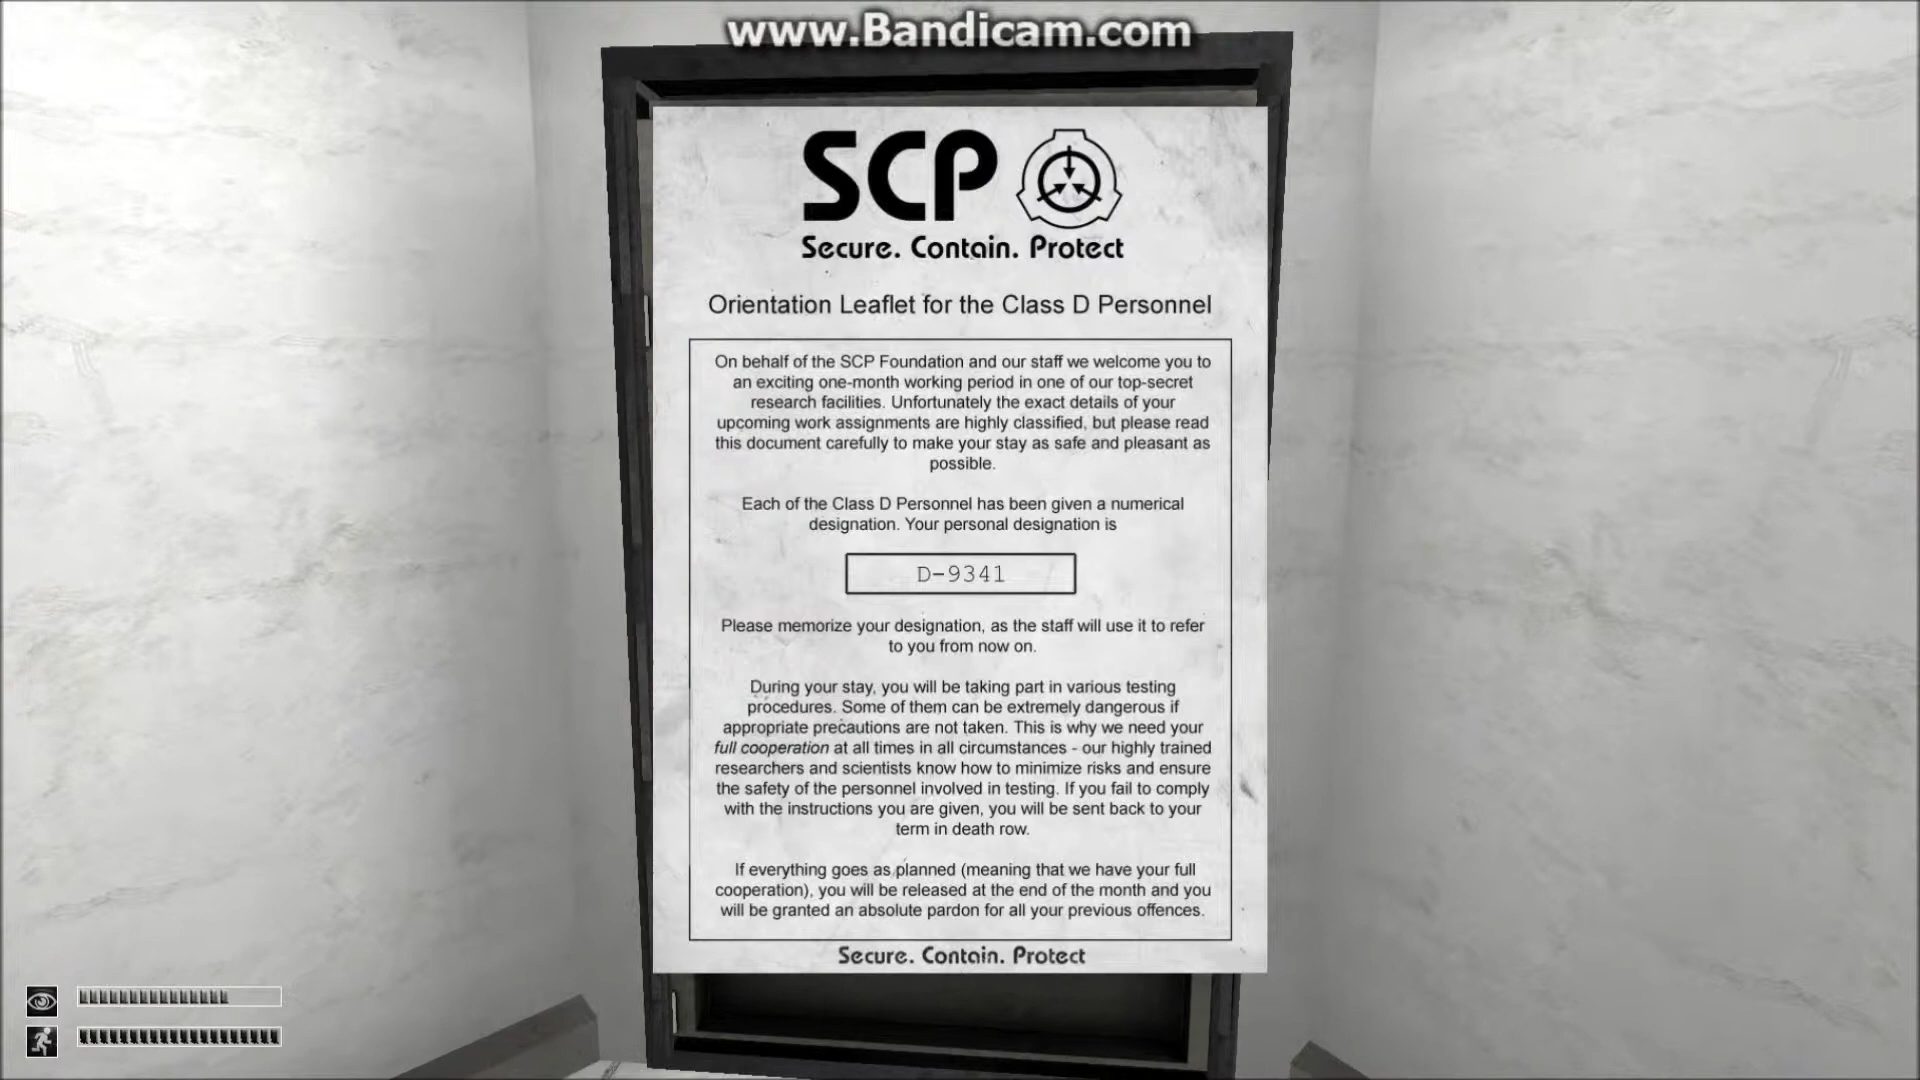 www.Bandicam.com
SCP
Secure. Contain. Protect
Orientation Leaflet for the Class D Personnel
On behalf of the SCP Foundation and our staff we welcome you to
an exciting one-month working period in one of our top-secret
research facilities. Unfortunately the exact details of your
upcoming work assignments are highly classified, but please read
this document carefully to make your stay as safe and pleasant as
possible.
Each of the Class D Personnel has been given a numerical
designation. Your personal designation is
D-9341
Please memorize your designation, as the staff will use it to refer
to you from now on.
During your stay, you will be taking part in various testing
procedures. Some of them can be extremely dangerous if
appropriate precautions are not taken. This is why we need your
full cooperation at all times in all circumstances - our highly trained
researchers and scientists know how to minimize risks and ensure
the safety of the personnel involved in testing. If you fail to comply
with the instructions you are given, you will be sent back to your
term in death row.
If everything goes as planned (meaning that we have your full
cooperation), you will be released at the end of the month and you
will be granted an absolute pardon for all your previous offences.
Secure. Contain. Protect